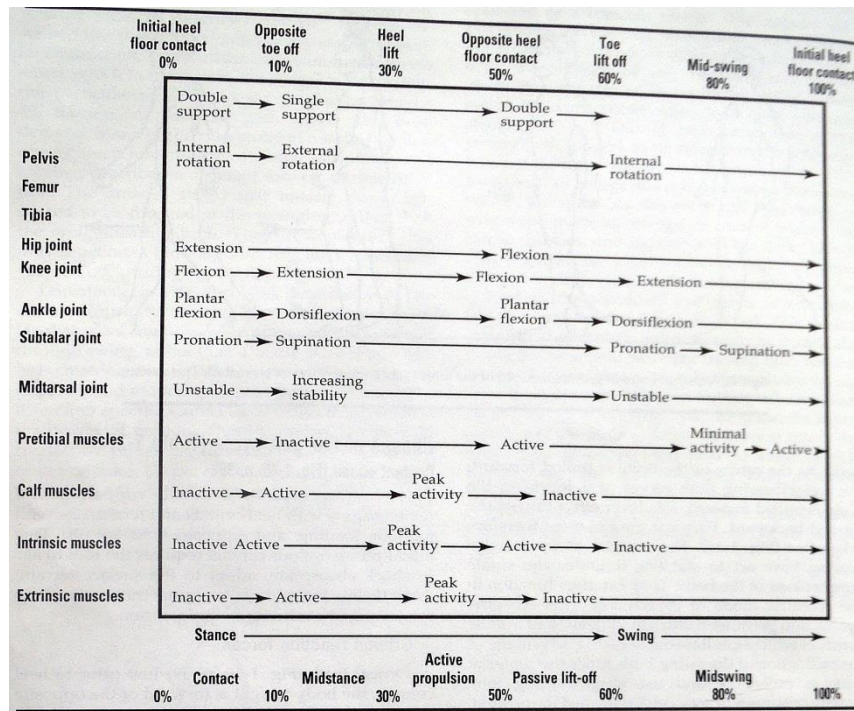 Initial heel floor contact 0% Opposite toe off 10% Heel lift 30% Opposite heel floor contact 50% Toe lift off 60% Mid-swing 80% Initial heel floor contact 100%
Double support Single support Double support
Pelvis Internal rotation External rotation Internal rotation
Femur
Tibia
Hip joint Extension Flexion
Knee joint Flexion Extension Flexion Extension
Ankle joint Plantar flexion Dorsiflexion Plantar flexion Dorsiflexion
Subtalar joint Pronation Supination Pronation Supination
Midtarsal joint Unstable Increasing stability Unstable
Pretibial muscles Active Inactive Active Minimal activity Active
Calf muscles Inactive Active Peak activity Inactive
Intrinsic muscles Inactive Active Peak activity Active Inactive
Extrinsic muscles Inactive Active Peak activity Inactive
Stance Swing
Contact Midstance Active propulsion Passive lift-off Midswing
0% 10% 30% 50% 60% 80% 100%